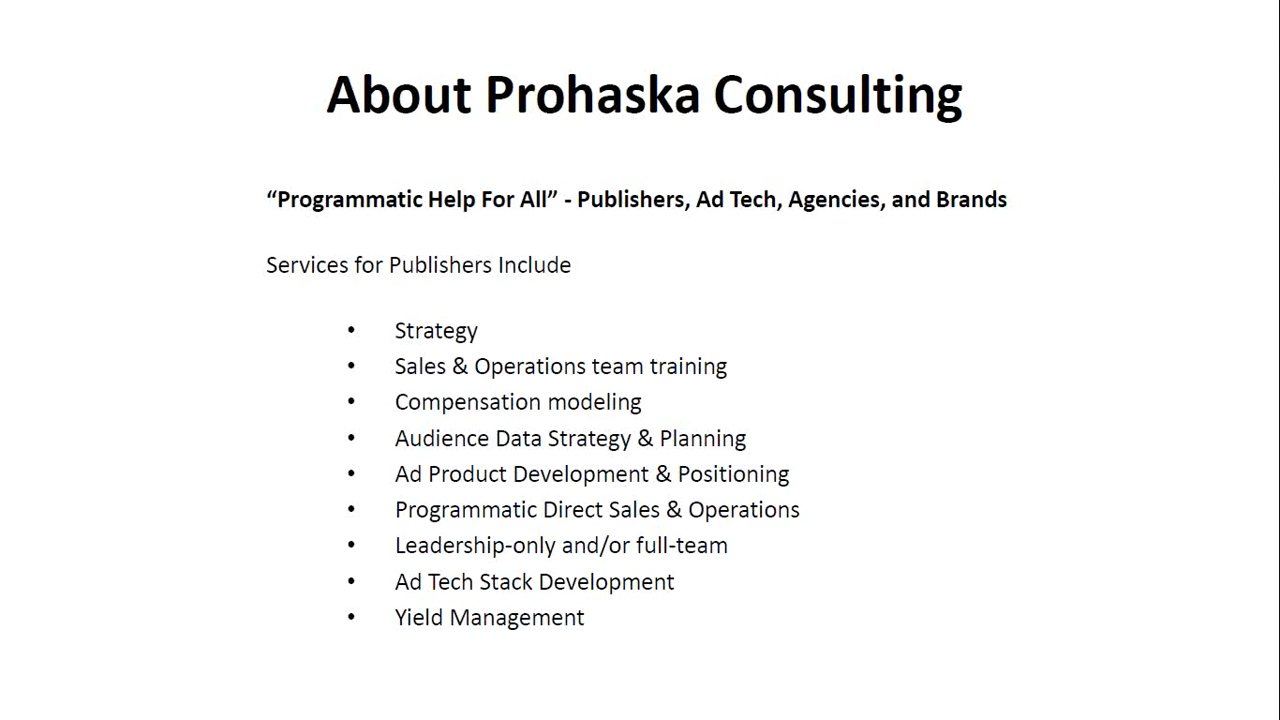 About Prohaska Consulting
“Programmatic Help For All” - Publishers, Ad Tech, Agencies, and Brands
Services for Publishers Include
• Strategy
• Sales & Operations team training
• Compensation modeling
• Audience Data Strategy & Planning
• Ad Product Development & Positioning
• Programmatic Direct Sales & Operations
• Leadership-only and/or full-team
• Ad Tech Stack Development
• Yield Management